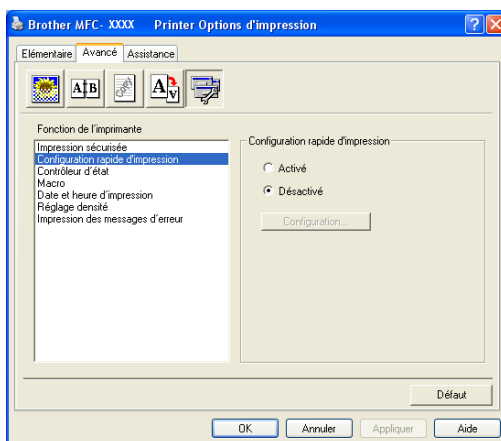 Brother MFC- XXXX Printer Options d'impression
Elémentaire Avancé Assistance
A B
A A
Fonction de l'imprimante
Impression sécurisée
Configuration rapide d'impression
Contrôleur d'état
Macro
Date et heure d'impression
Réglage densité
Impression des messages d'erreur
Configuration rapide d'impression
Activé
Désactivé
Configuration...
Défaut
OK Annuler Appliquer Aide